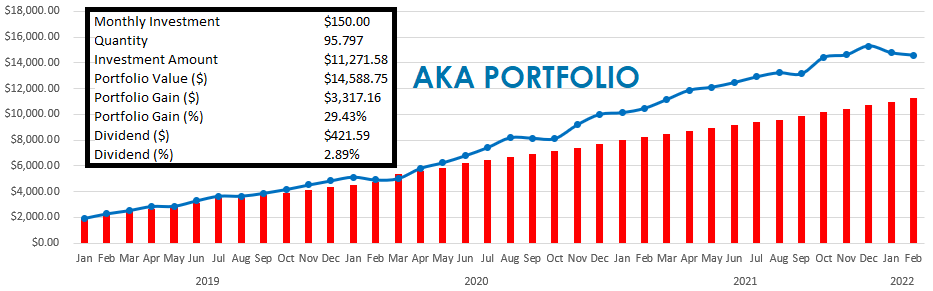 $18,000.00
$16,000.00
$14,000.00
$12,000.00
$10,000.00
$8,000.00
$6,000.00
$4,000.00
$2,000.00
$0.00
Monthly Investment $150.00
Quantity 95.797
Investment Amount $11,271.58
Portfolio Value ($) $14,588.75
Portfolio Gain ($) $3,317.16
Portfolio Gain (%) 29.43%
Dividend ($) $421.59
Dividend (%) 2.89%
AKA PORTFOLIO
Jan Feb Mar Apr May Jun Jul Aug Sep Oct Nov Dec Jan Feb Mar Apr May Jun Jul Aug Sep Oct Nov Dec Jan Feb Mar Apr May Jun Jul Aug Sep Oct Nov Dec Jan Feb
2019 2020 2021 2022